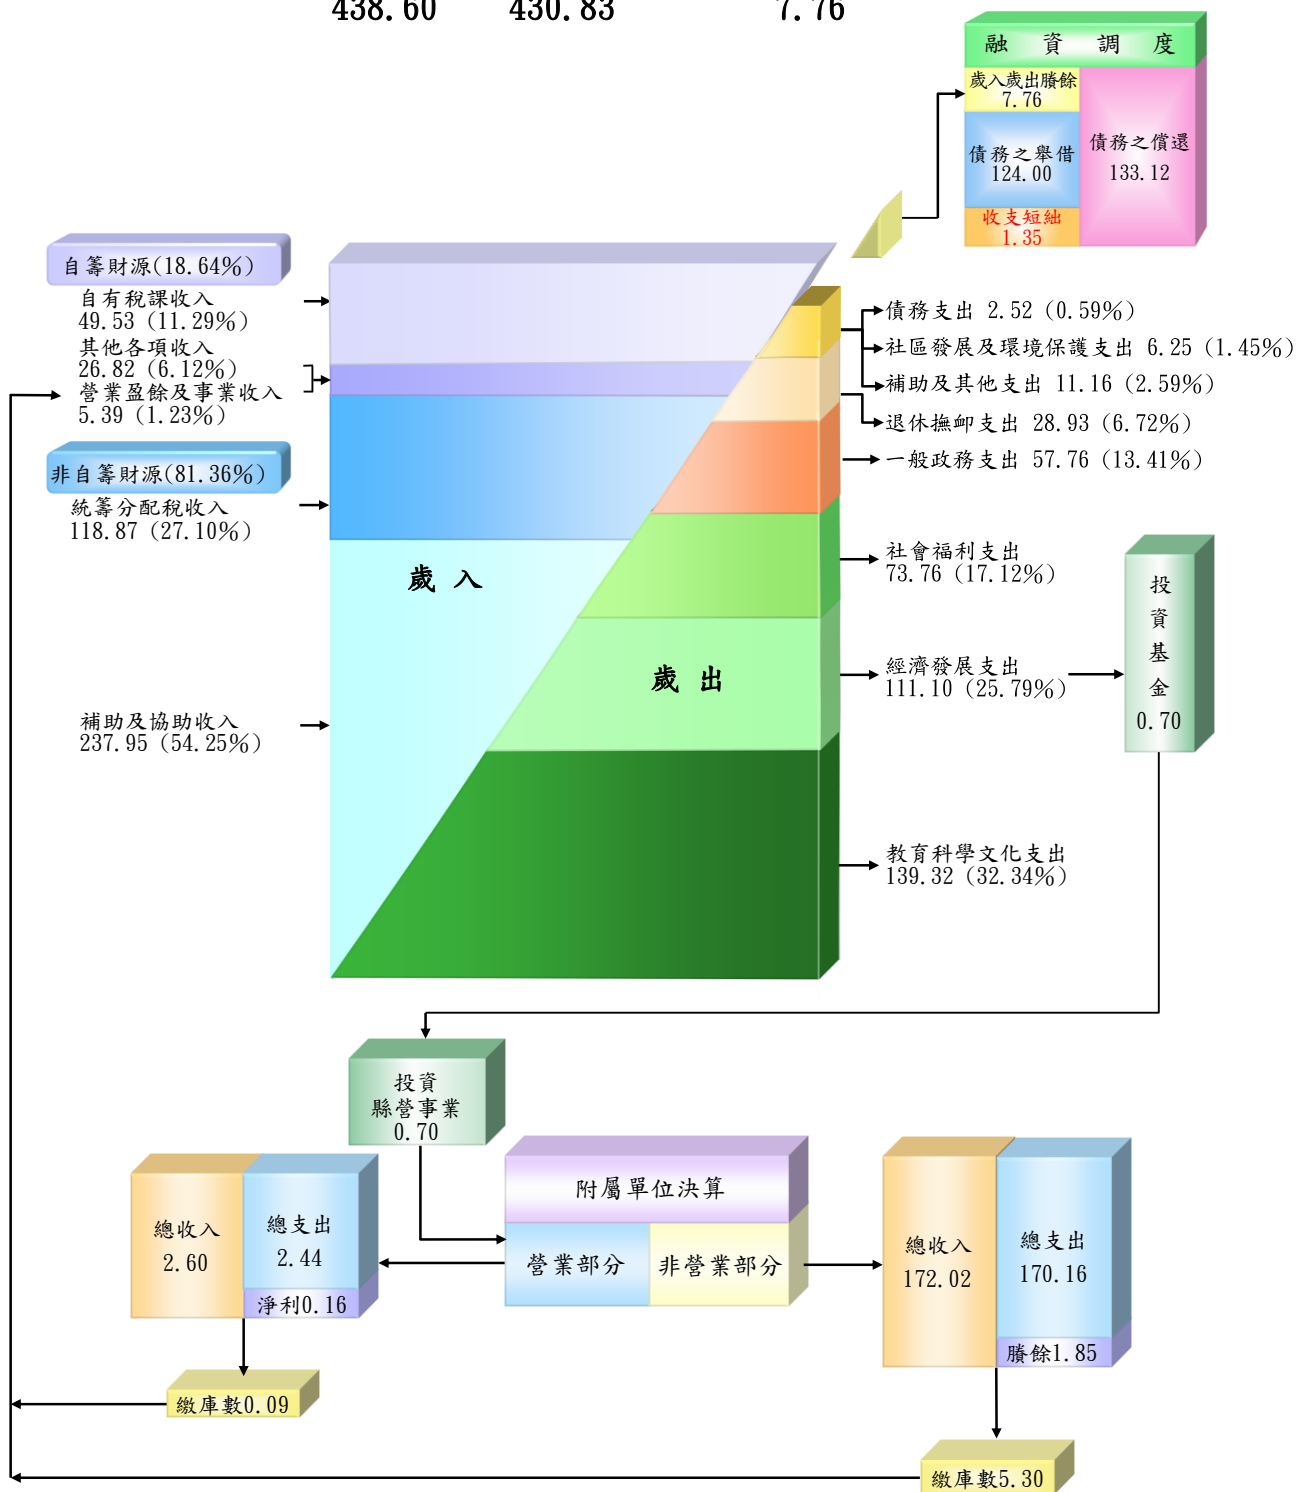 438.60 430.83 7.76
融資調度
歲入歲出賸餘
7.76
債務之舉借
124.00
收支短絀
1.35
債務之償還
133.12
自籌財源(18.64%)
自有稅課收入
49.53 (11.29%)
其他各項收入
26.82 (6.12%)
營業盈餘及事業收入
5.39 (1.23%)
非自籌財源(81.36%)
統籌分配稅收入
118.87 (27.10%)
補助及協助收入
237.95 (54.25%)
歲入
歲出
債務支出 2.52 (0.59%)
社區發展及環境保護支出 6.25 (1.45%)
補助及其他支出 11.16 (2.59%)
退休撫卹支出 28.93 (6.72%)
一般政務支出 57.76 (13.41%)
社會福利支出
73.76 (17.12%)
經濟發展支出
111.10 (25.79%)
教育科學文化支出
139.32 (32.34%)
投
資
基
金
0.70
投資
縣營事業
0.70
附屬單位決算
營業部分
非營業部分
總收入
2.60
總支出
2.44
淨利0.16
繳庫數0.09
總收入
172.02
總支出
170.16
賸餘1.85
繳庫數5.30